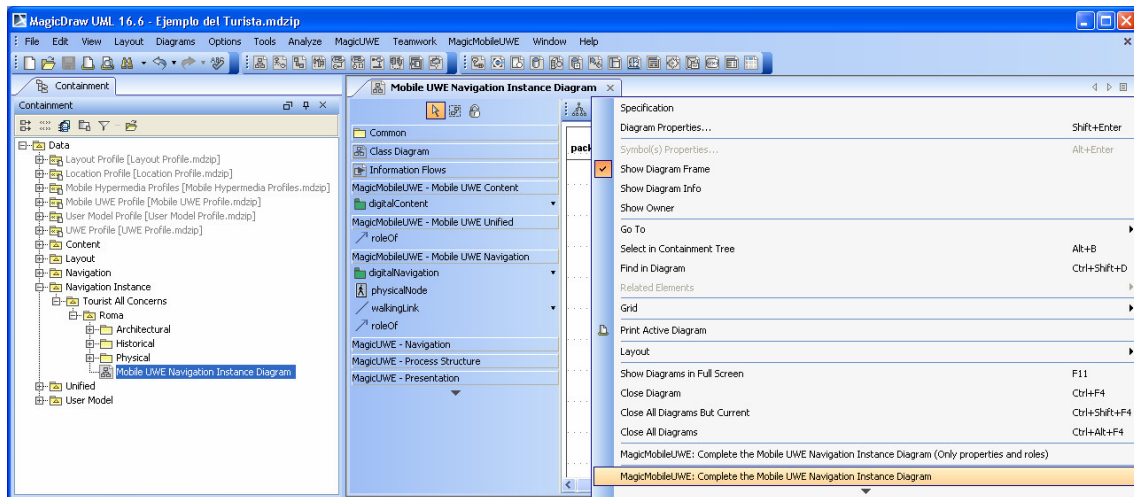 MagicDraw UML 16.6 - Ejemplo del Turista.mdzip
File Edit View Layout Diagrams Options Tools Analyze MagicUWE Teamwork MagicMobileUWE Window Help
Containment
Containment
Data
Layout Profile [Layout Profile.mdzip]
Location Profile [Location Profile.mdzip]
Mobile Hypermedia Profiles [Mobile Hypermedia Profiles.mdzip]
Mobile UWE Profile [Mobile UWE Profile.mdzip]
User Model Profile [User Model Profile.mdzip]
UWE Profile [UWE Profile.mdzip]
Content
Layout
Navigation
Navigation Instance
Tourist All Concerns
Roma
Architectural
Historical
Physical
Mobile UWE Navigation Instance Diagram
Unified
User Model
Mobile UWE Navigation Instance Diagram
Common
Class Diagram
Information Flows
MagicMobileUWE - Mobile UWE Content
digitalContent
MagicMobileUWE - Mobile UWE Unified
roleOf
MagicMobileUWE - Mobile UWE Navigation
digitalNavigation
physicalNode
walkingLink
roleOf
MagicUWE - Navigation
MagicUWE - Process Structure
MagicUWE - Presentation
pack
Specification
Diagram Properties... Shift+Enter
Symbol(s) Properties... Alt+Enter
Show Diagram Frame
Show Diagram Info
Show Owner
Go To
Select in Containment Tree Alt+B
Find in Diagram Ctrl+Shift+D
Related Elements
Grid
Print Active Diagram
Layout
Show Diagrams in Full Screen F11
Close Diagram Ctrl+F4
Close All Diagrams But Current Ctrl+Shift+F4
Close All Diagrams Ctrl+Alt+F4
MagicMobileUWE: Complete the Mobile UWE Navigation Instance Diagram (Only properties and roles)
MagicMobileUWE: Complete the Mobile UWE Navigation Instance Diagram